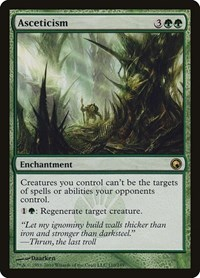 Asceticism 3
Enchantment
Creatures you control can't be the targets
of spells or abilities your opponents
control.
1 : Regenerate target creature.
"Let my ignominy build walls thicker than
iron and stronger than darksteel."
—Thrun, the last troll
Daarken